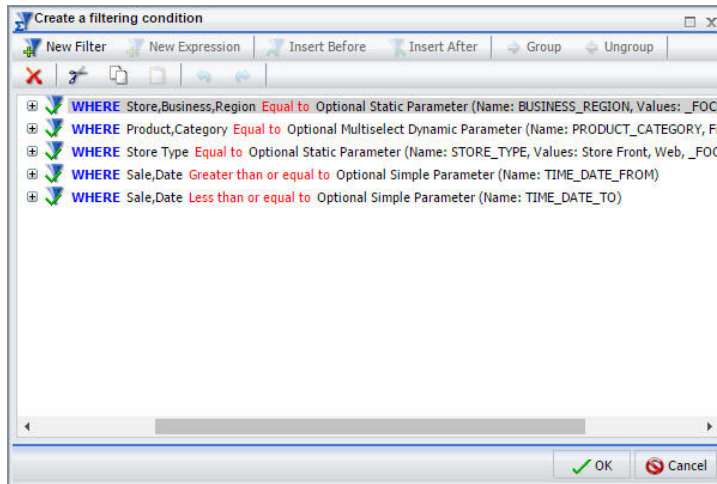 Create a filtering condition
New Filter New Expression Insert Before Insert After Group Ungroup
WHERE Store,Business,Region Equal to Optional Static Parameter (Name: BUSINESS_REGION, Values: _FOC
WHERE Product,Category Equal to Optional Multiselect Dynamic Parameter (Name: PRODUCT_CATEGORY, F
WHERE Store Type Equal to Optional Static Parameter (Name: STORE_TYPE, Values: Store Front, Web, _FOC
WHERE Sale,Date Greater than or equal to Optional Simple Parameter (Name: TIME_DATE_FROM)
WHERE Sale,Date Less than or equal to Optional Simple Parameter (Name: TIME_DATE_TO)
OK Cancel